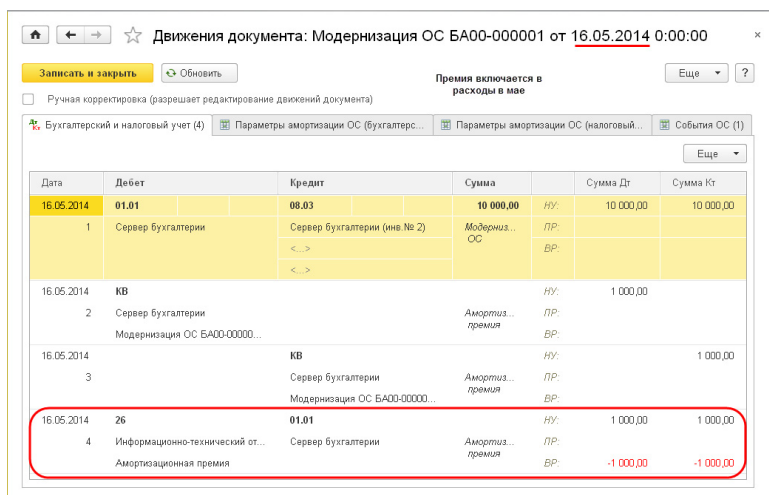 Движения документа: Модернизация ОС БА00-000001 от 16.05.2014 0:00:00
Записать и закрыть Обновить Премия включается в расходы в мае Еще ?
Ручная корректировка (разрешает редактирование движений документа)
Бухгалтерский и налоговый учет (4) Параметры амортизации ОС (бухгалтерс... Параметры амортизации ОС (налоговый... События ОС (1)
Еще
Дата Дебет Кредит Сумма Сумма Дт Сумма Кт
16.05.2014 01.01 08.03 10 000,00 НУ: 10 000,00 10 000,00
1 Сервер бухгалтерии Сервер бухгалтерии (инв.№ 2) Модерниз... ОС ПР:
<...> ВР:
<...>
16.05.2014 КВ НУ: 1 000,00
2 Сервер бухгалтерии Амортиз... премия ПР:
Модернизация ОС БА00-00000... ВР:
16.05.2014 КВ НУ: 1 000,00
3 Сервер бухгалтерии Амортиз... премия ПР:
Модернизация ОС БА00-00000... ВР:
16.05.2014 26 01.01 НУ: 1 000,00 1 000,00
4 Информационно-технический от... Сервер бухгалтерии Амортиз... премия ПР:
Амортизационная премия ВР: -1 000,00 -1 000,00